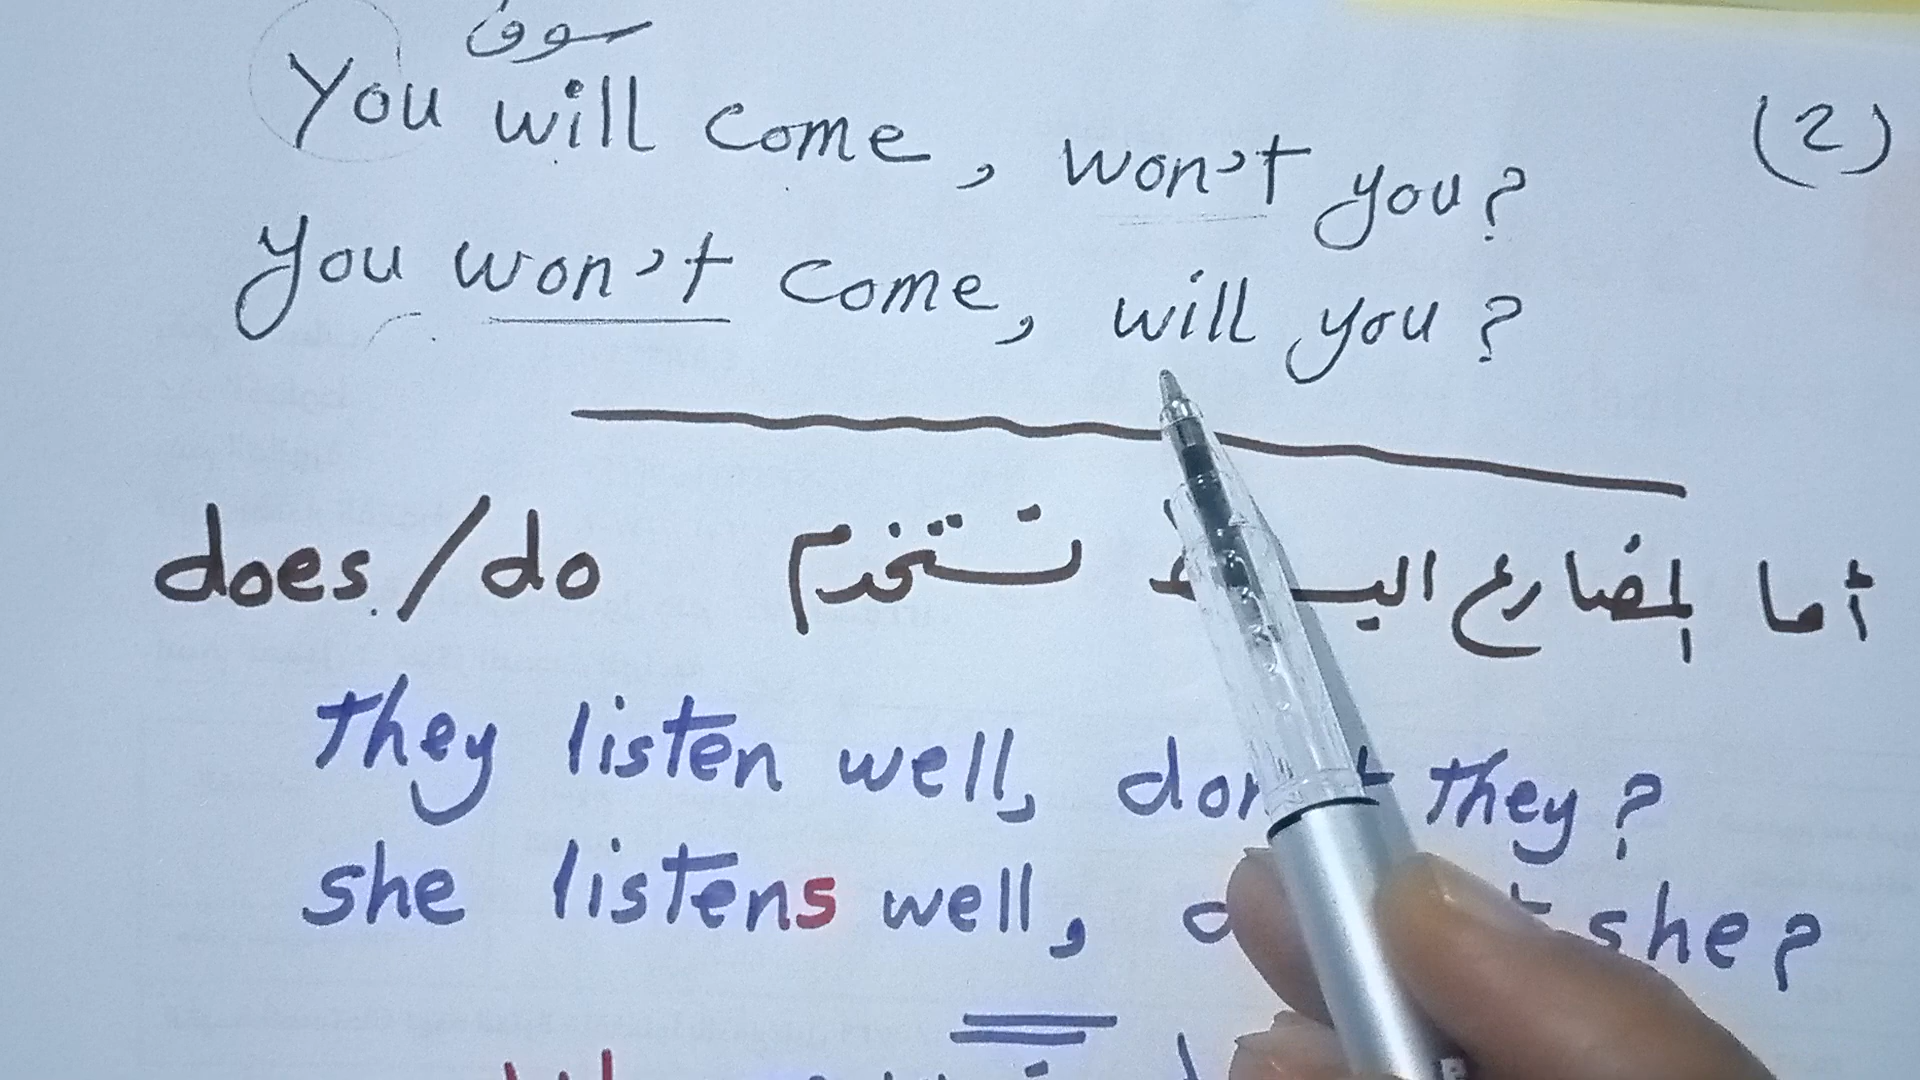 سوف
You will come, won't you? (2)
you won't come, will you?
أما المضارع تستخدم does/do
they listen well, they?
she listens well, she?